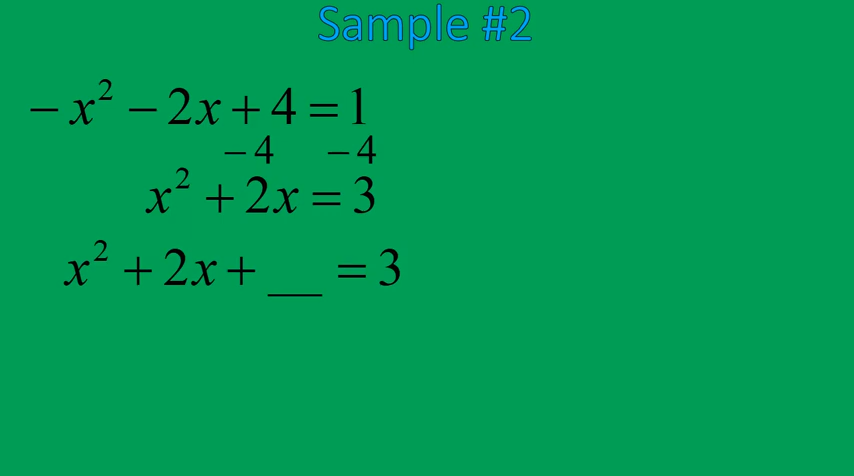 Sample #2
− x² − 2x + 4 = 1
− 4 − 4
x² + 2x = 3
x² + 2x + __ = 3